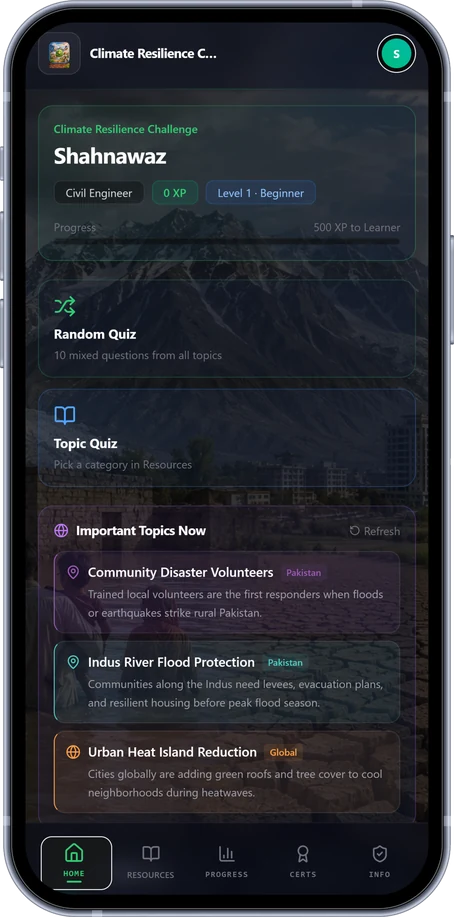 Climate Resilience C...
S
Climate Resilience Challenge
Shahnawaz
Civil Engineer
0 XP
Level 1 · Beginner
Progress
500 XP to Learner
Random Quiz
10 mixed questions from all topics
Topic Quiz
Pick a category in Resources
Important Topics Now
Refresh
Community Disaster Volunteers
Pakistan
Trained local volunteers are the first responders when floods
or earthquakes strike rural Pakistan.
Indus River Flood Protection
Pakistan
Communities along the Indus need levees, evacuation plans,
and resilient housing before peak flood season.
Urban Heat Island Reduction
Global
Cities globally are adding green roofs and tree cover to cool
neighborhoods during heatwaves.
HOME
RESOURCES
PROGRESS
CERTS
INFO